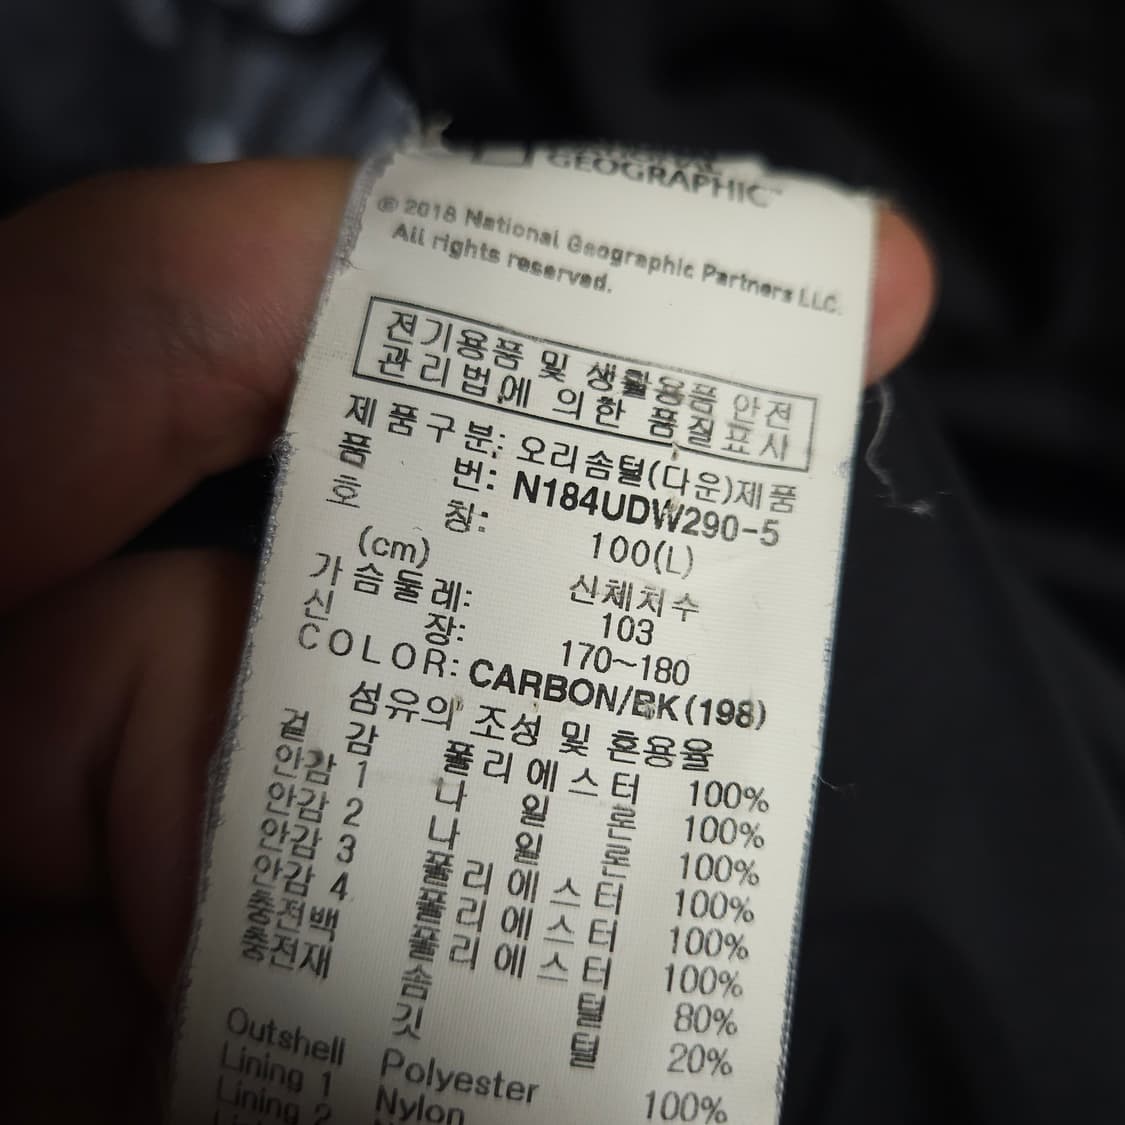 GEOGRAPHIC™
© 2018 National Geographic Partners LLC.
All rights reserved.
전기용품 및 생활용품 안전
관리법에 의한 품질표시
제품구분: 오리솜털(다운)제품
품 번: N184UDW290-5
호 칭: 100(L)
(cm) 신체치수
가슴둘레: 103
신 장: 170~180
COLOR: CARBON/BK(198)
섬유의 조성 및 혼용율
겉 감 폴리에스터 100%
안감 1 나 일 론 100%
안감 2 나 일 론 100%
안감 3 폴리에스터 100%
안감 4 폴리에스터 100%
충전백 폴리에스터 100%
충전재 솜 털 80%
깃 털 20%
Outshell Polyester 100%
Lining 1 Nylon
Lining 2